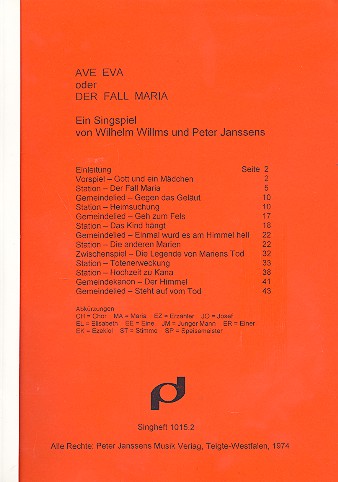 AVE EVA
oder
DER FALL MARIA
Ein Singspiel
von Wilhelm Willms und Peter Janssens
Einleitung Seite 2
Vorspiel – Gott und ein Mädchen 2
Station – Der Fall Maria 6
Gemeindelied – Gegen das Geläut 10
Station – Heimsuchung 10
Gemeindelied – Geh zum Fels 17
Station – Das Kind hängt 18
Gemeindelied – Einmal wurd es am Himmel hell 22
Station – Die anderen Marien 22
Zwischenspiel – Die Legende von Mariens Tod 32
Station – Totenerweckung 33
Station – Hochzeit zu Kana 38
Gemeindekanon – Der Himmel 41
Gemeindelied – Steht auf vom Tod 43
Abkürzungen
CH = Chor MA = Maria EZ = Erzähler JO = Josef
EL = Elisabeth EE = Eine JM = Junger Mann ER = Einer
EK = Ezekiel ST = Stimme SP = Speisemeister
Singheft 1015.2
Alle Rechte: Peter Janssens Musik Verlag, Telgte-Westfalen, 1974